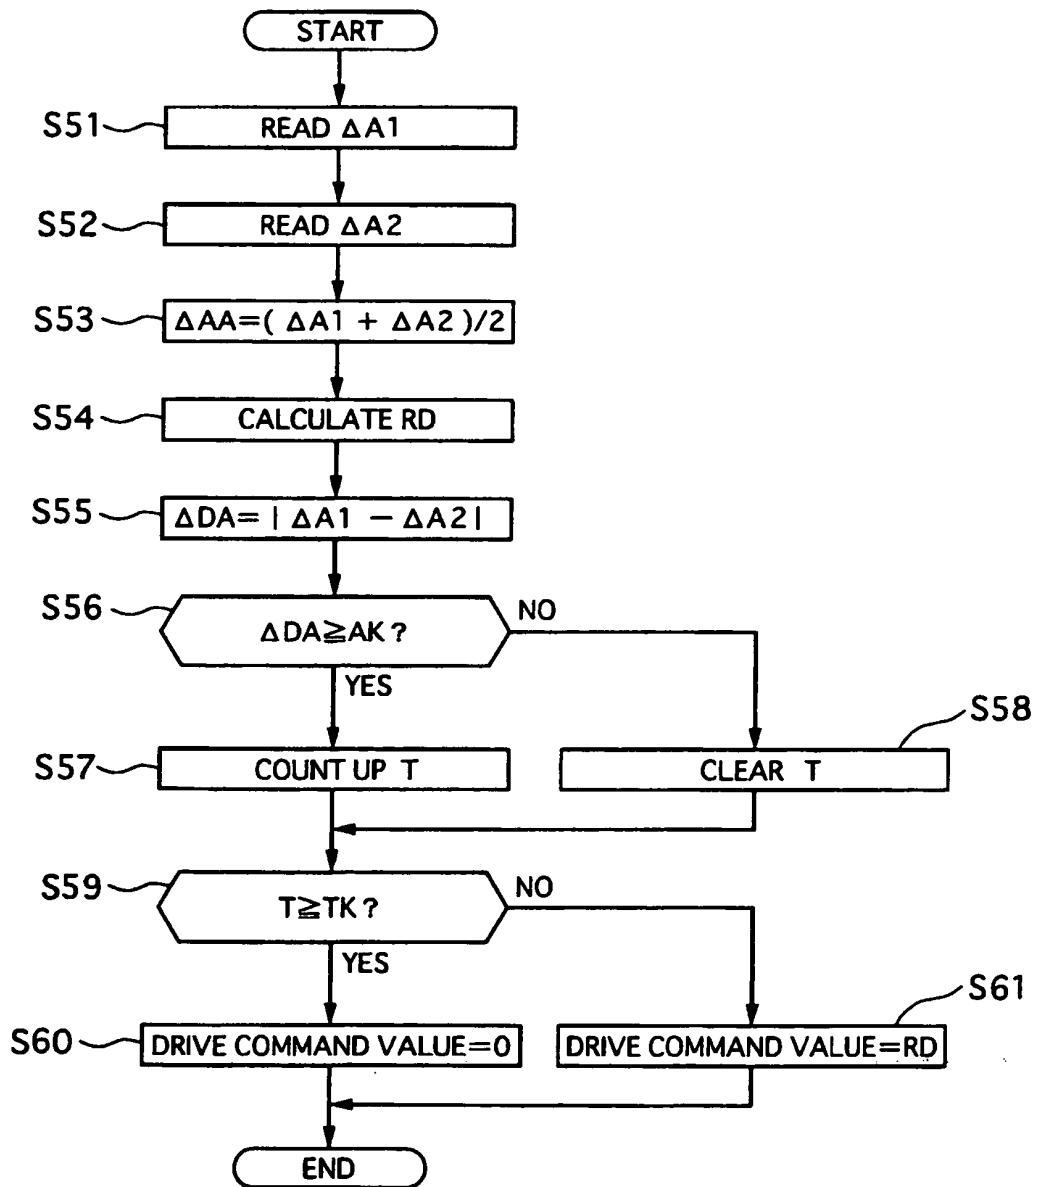 START
S51
READ ΔA1
S52
READ ΔA2
S53
ΔAA=( ΔA1 + ΔA2 )/2
S54
CALCULATE RD
S55
ΔDA= | ΔA1 − ΔA2 |
S56
ΔDA≧AK ?
NO
YES
S58
S57
COUNT UP T
CLEAR T
S59
T≧TK ?
NO
YES
S61
S60
DRIVE COMMAND VALUE=0
DRIVE COMMAND VALUE=RD
END